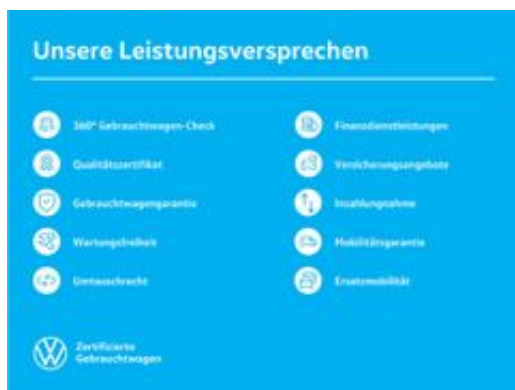 Unsere Leistungsversprechen
360° Gebrauchtwagen-Check
Qualitätszertifikat
Gebrauchtwagengarantie
Wartungsfreiheit
Umtauschrecht
Finanzdienstleistungen
Versicherungsangebote
Inzahlungnahme
Mobilitätsgarantie
Ersatzmobilität
Zertifizierte
Gebrauchtwagen